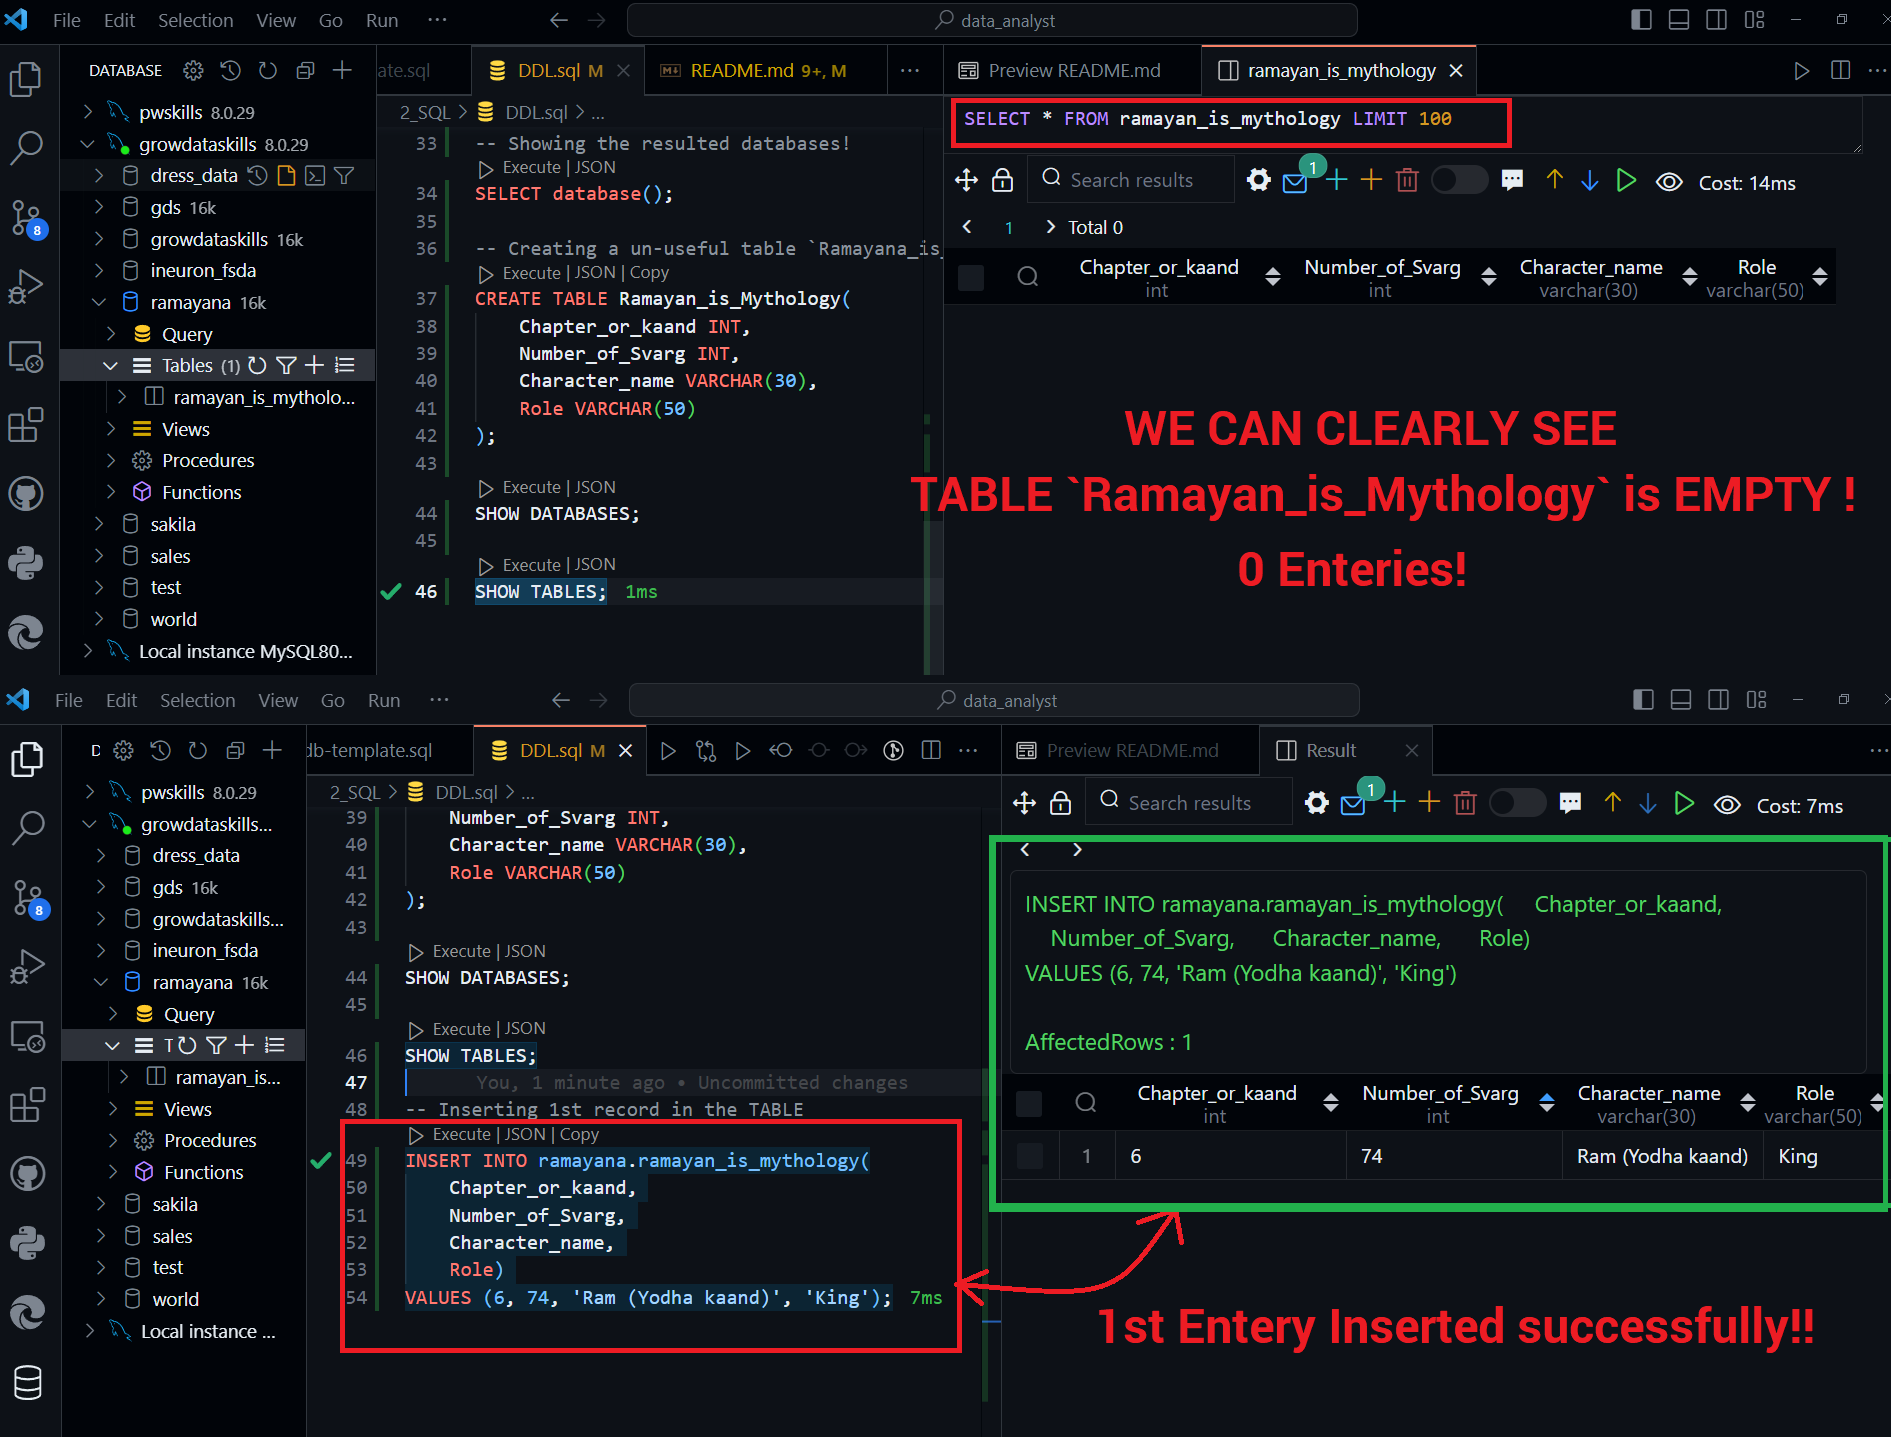 File Edit Selection View Go Run ... data_analyst
DATABASE
pwskills 8.0.29
growdataskills 8.0.29
dress_data
gds 16k
growdataskills 16k
ineuron_fsda
ramayana 16k
Query
Tables (1)
ramayan_is_mytholo...
Views
Procedures
Functions
sakila
sales
test
world
Local instance MySQL80...
8
ate.sql DDL.sql M README.md 9+, M ...
2_SQL > DDL.sql > ...
33 -- Showing the resulted databases!
Execute | JSON
34 SELECT database();
35
36 -- Creating a un-useful table `Ramayana_is_
Execute | JSON | Copy
37 CREATE TABLE Ramayan_is_Mythology(
38 Chapter_or_kaand INT,
39 Number_of_Svarg INT,
40 Character_name VARCHAR(30),
41 Role VARCHAR(50)
42 );
43
Execute | JSON
44 SHOW DATABASES;
45
Execute | JSON
46 SHOW TABLES; 1ms
Preview README.md ramayan_is_mythology
SELECT * FROM ramayan_is_mythology LIMIT 100
Search results 1 Cost: 14ms
1 Total 0
Chapter_or_kaand Number_of_Svarg Character_name Role
int int varchar(30) varchar(50)
WE CAN CLEARLY SEE
TABLE `Ramayan_is_Mythology` is EMPTY !
0 Enteries!
File Edit Selection View Go Run ... data_analyst
D
pwskills 8.0.29
growdataskills...
dress_data
gds 16k
growdataskills...
ineuron_fsda
ramayana 16k
Query
T
ramayan_is...
Views
Procedures
Functions
sakila
sales
test
world
Local instance ...
8
db-template.sql DDL.sql M ...
2_SQL > DDL.sql > ...
39 Number_of_Svarg INT,
40 Character_name VARCHAR(30),
41 Role VARCHAR(50)
42 );
43
Execute | JSON
44 SHOW DATABASES;
45
Execute | JSON
46 SHOW TABLES;
47 You, 1 minute ago • Uncommitted changes
48 -- Inserting 1st record in the TABLE
Execute | JSON | Copy
49 INSERT INTO ramayana.ramayan_is_mythology(
50 Chapter_or_kaand,
51 Number_of_Svarg,
52 Character_name,
53 Role)
54 VALUES (6, 74, 'Ram (Yodha kaand)', 'King'); 7ms
Preview README.md Result ...
Search results 1 Cost: 7ms
INSERT INTO ramayana.ramayan_is_mythology( Chapter_or_kaand,
Number_of_Svarg, Character_name, Role)
VALUES (6, 74, 'Ram (Yodha kaand)', 'King')
AffectedRows : 1
Chapter_or_kaand Number_of_Svarg Character_name Role
int int varchar(30) varchar(50)
1 6 74 Ram (Yodha kaand) King
1st Entery Inserted successfully!!